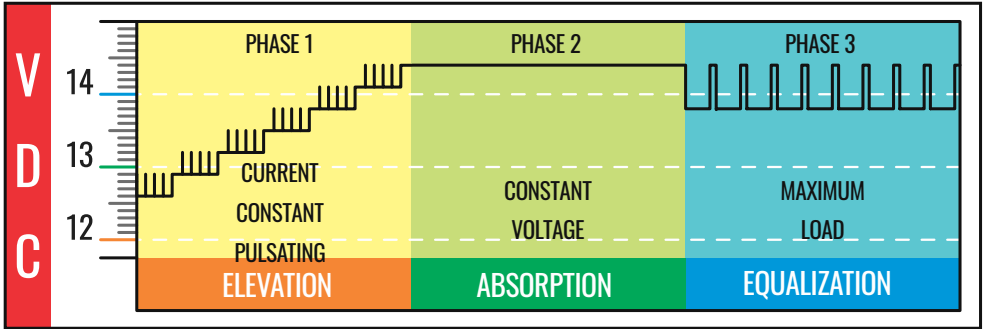 V
D
C
14
13
12
PHASE 1
CURRENT
CONSTANT
PULSATING
ELEVATION
PHASE 2
CONSTANT
VOLTAGE
ABSORPTION
PHASE 3
MAXIMUM
LOAD
EQUALIZATION